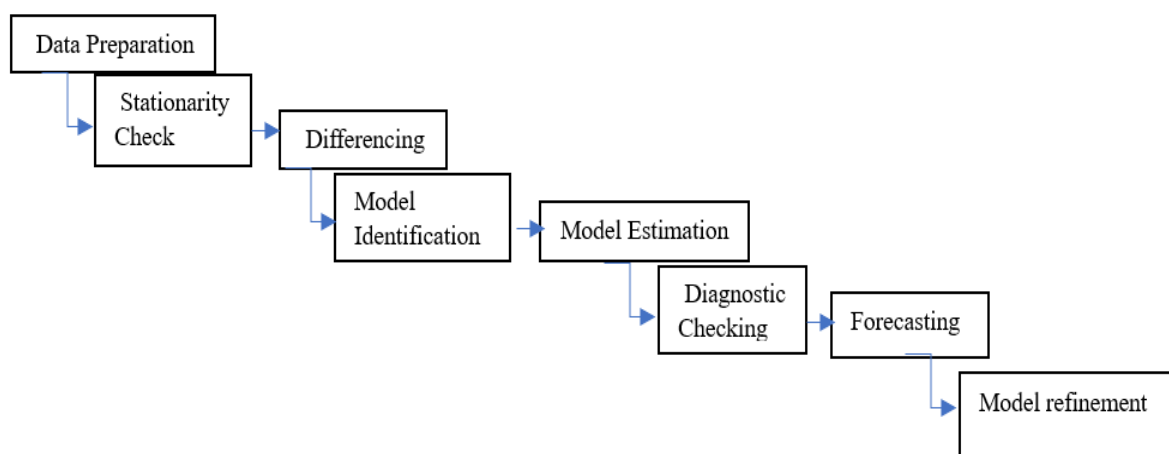 Data Preparation
Stationarity
Check
Differencing
Model
Identification
Model Estimation
Diagnostic
Checking
Forecasting
Model refinement